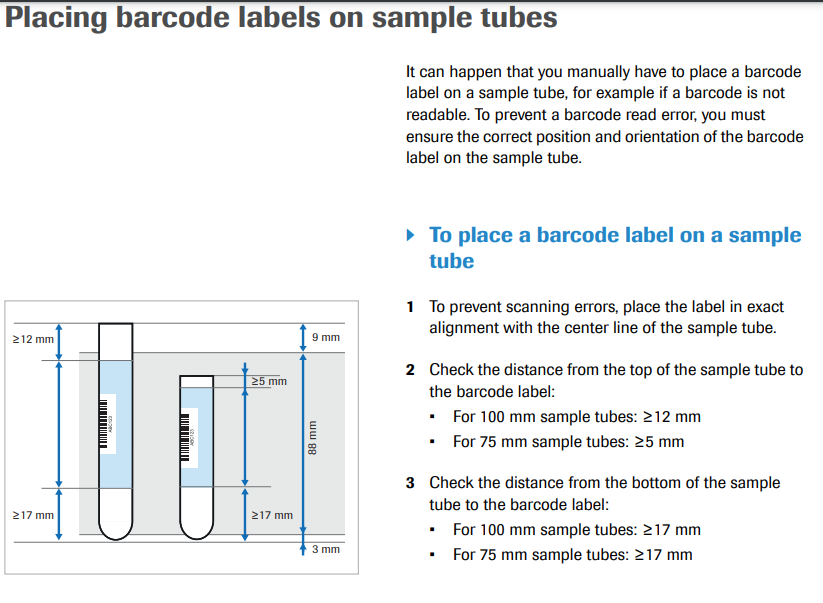 Placing barcode labels on sample tubes
It can happen that you manually have to place a barcode
label on a sample tube, for example if a barcode is not
readable. To prevent a barcode read error, you must
ensure the correct position and orientation of the barcode
label on the sample tube.
To place a barcode label on a sample
tube
1 To prevent scanning errors, place the label in exact
alignment with the center line of the sample tube.
2 Check the distance from the top of the sample tube to
the barcode label:
▪ For 100 mm sample tubes: ≥12 mm
▪ For 75 mm sample tubes: ≥5 mm
3 Check the distance from the bottom of the sample
tube to the barcode label:
▪ For 100 mm sample tubes: ≥17 mm
▪ For 75 mm sample tubes: ≥17 mm
≥12 mm
9 mm
≥5 mm
88 mm
≥17 mm
≥17 mm
3 mm